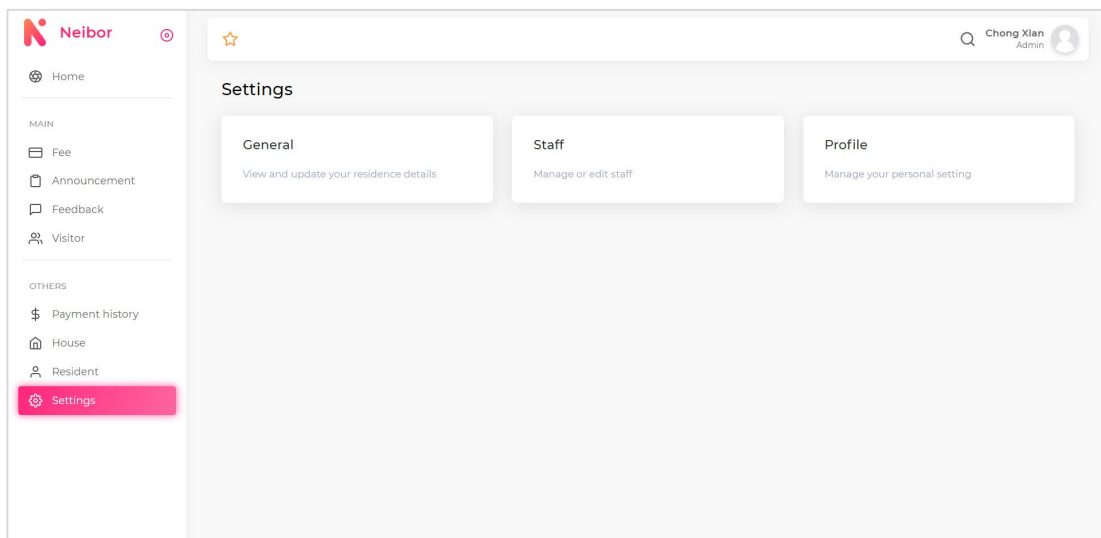 Neibor
Home
MAIN
Fee
Announcement
Feedback
Visitor
OTHERS
Payment history
House
Resident
Settings
Chong Xian
Admin
Settings
General
View and update your residence details
Staff
Manage or edit staff
Profile
Manage your personal setting